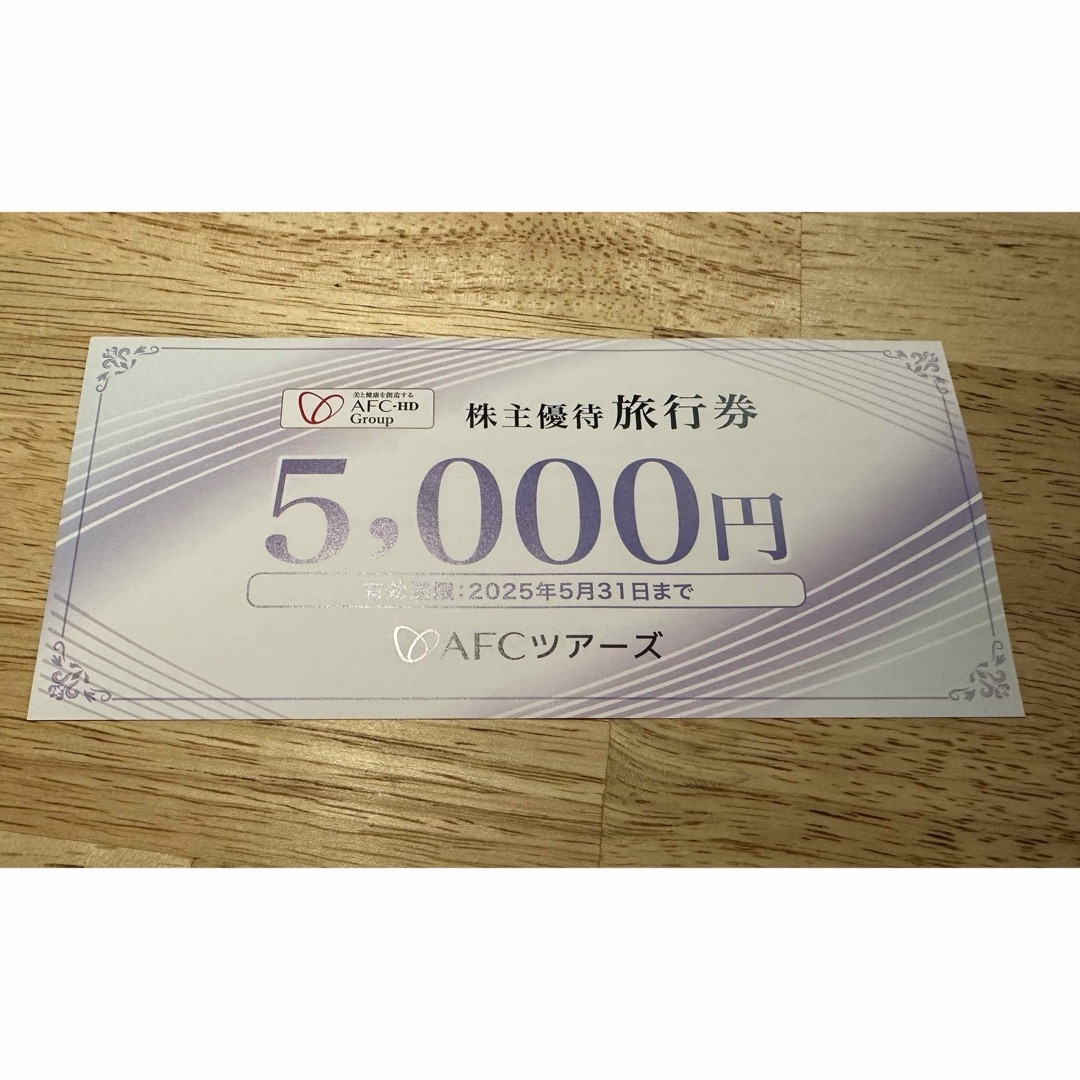 美と健康を創造する
AFC-HD
Group
株主優待 旅行券
5,000円
有効期限:2025年5月31日まで
AFCツアーズ